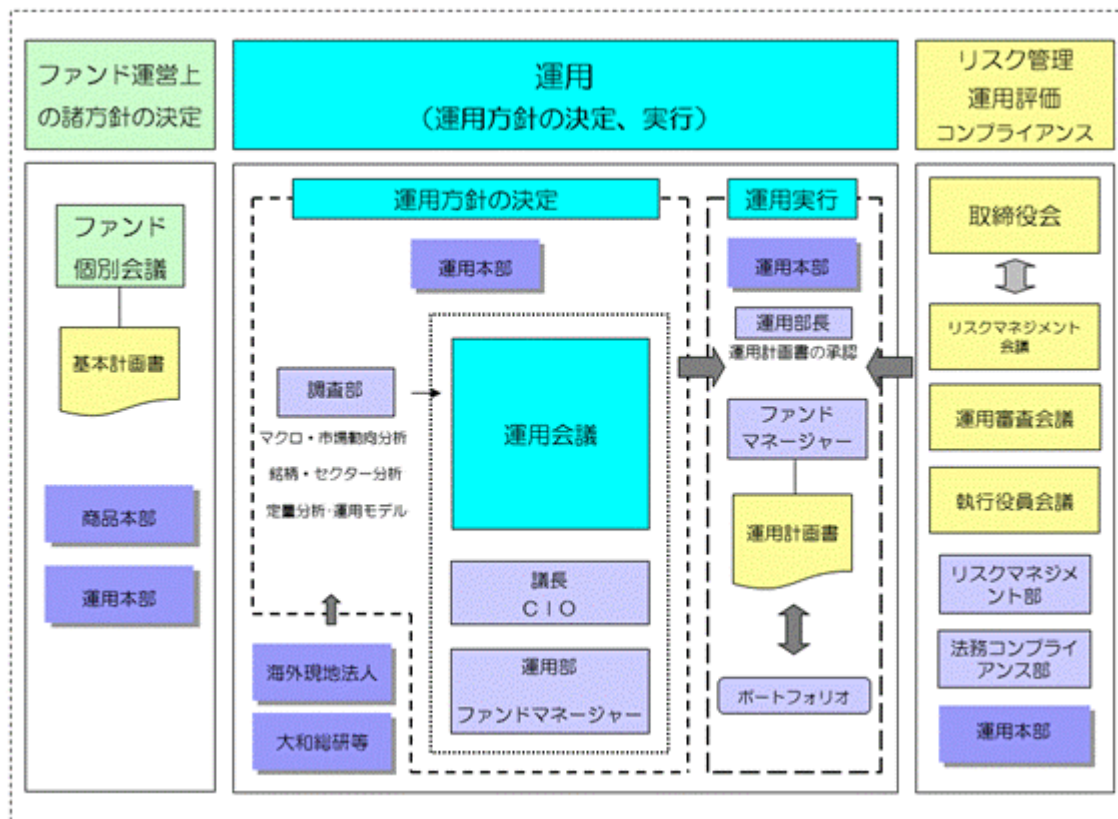 ファンド運営上
の諸方針の決定
運用
（運用方針の決定、実行）
リスク管理
運用評価
コンプライアンス
ファンド
個別会議
基本計画書
商品本部
運用本部
運用方針の決定
運用本部
調査部
マクロ・市場動向分析
銘柄・セクター分析
定量分析･運用モデル
海外現地法人
大和総研等
運用会議
議長
ＣＩＯ
運用部
ファンドマネージャー
運用実行
運用本部
運用部長
運用計画書の承認
ファンド
マネージャー
運用計画書
ポートフォリオ
取締役会
リスクマネジメント
会議
運用審査会議
執行役員会議
リスクマネジメ
ント部
法務コンプライ
アンス部
運用本部